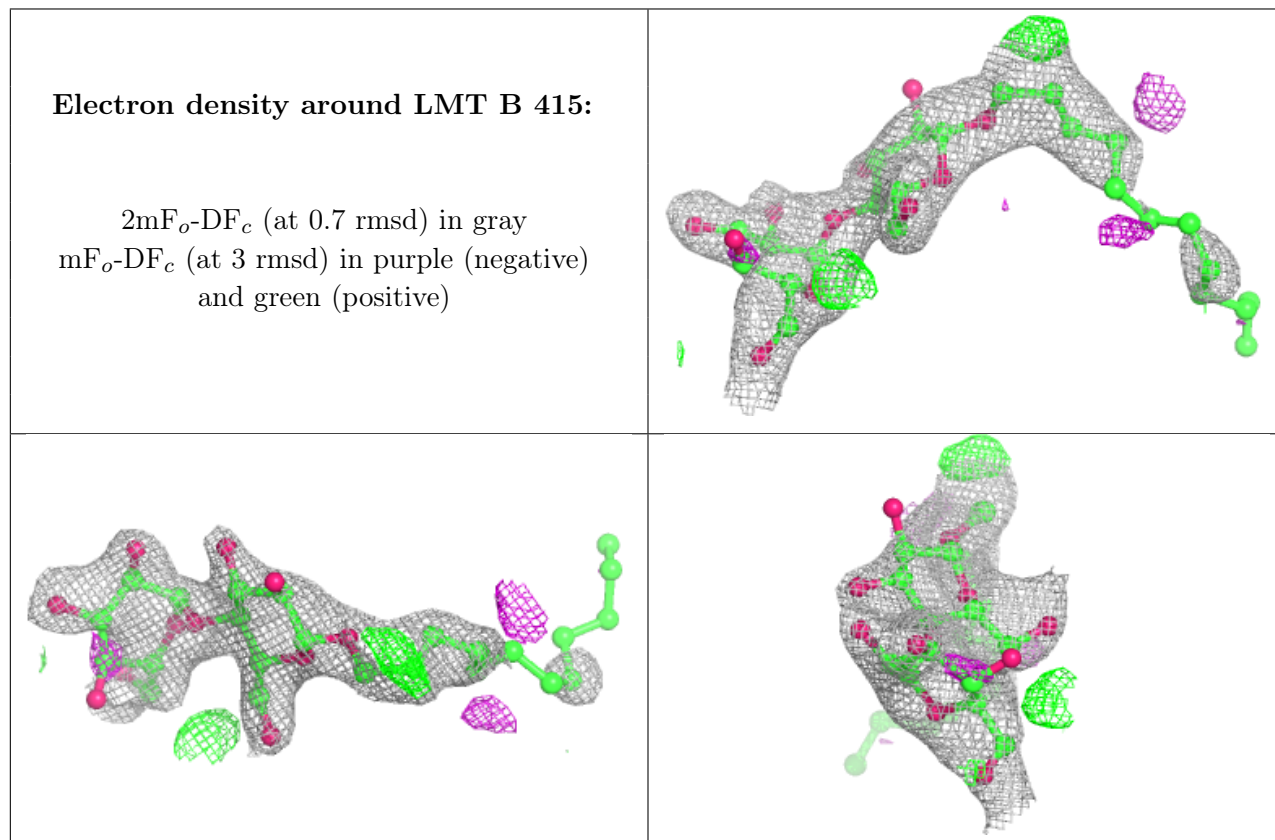 Electron density around LMT B 415:
2mFo-DFc (at 0.7 rmsd) in gray
mFo-DFc (at 3 rmsd) in purple (negative)
and green (positive)